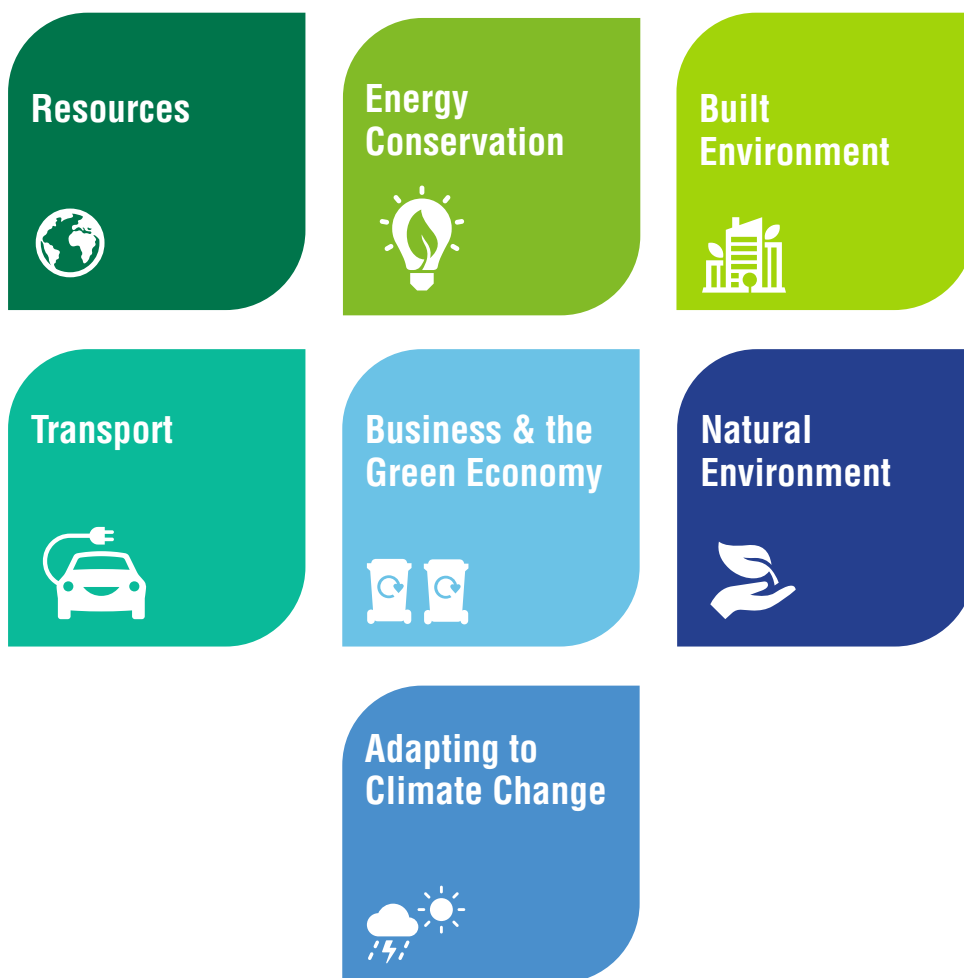 Resources
Energy
Conservation
Built
Environment
Transport
Business & the
Green Economy
Natural
Environment
Adapting to
Climate Change